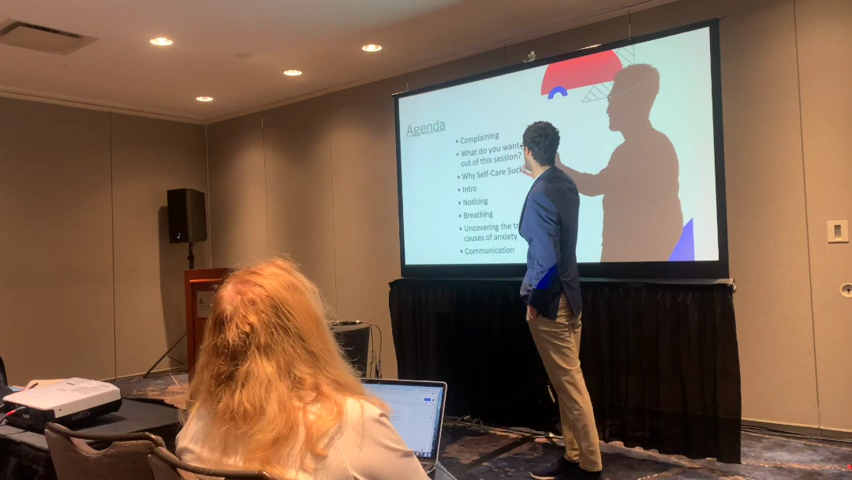 Agenda
• Complaining
• What do you want
out of this session?
• Why Self-Care Suck
• Intro
• Noticing
• Breathing
• Uncovering the
causes of anxiety
• Communication